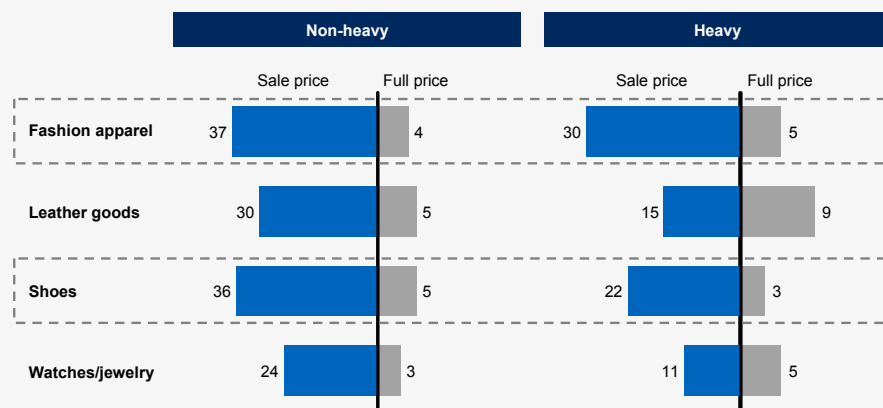 Non-heavy Heavy
Sale price Full price Sale price Full price
Fashion apparel 37 4 30 5
Leather goods 30 5 15 9
Shoes 36 5 22 3
Watches/jewelry 24 3 11 5